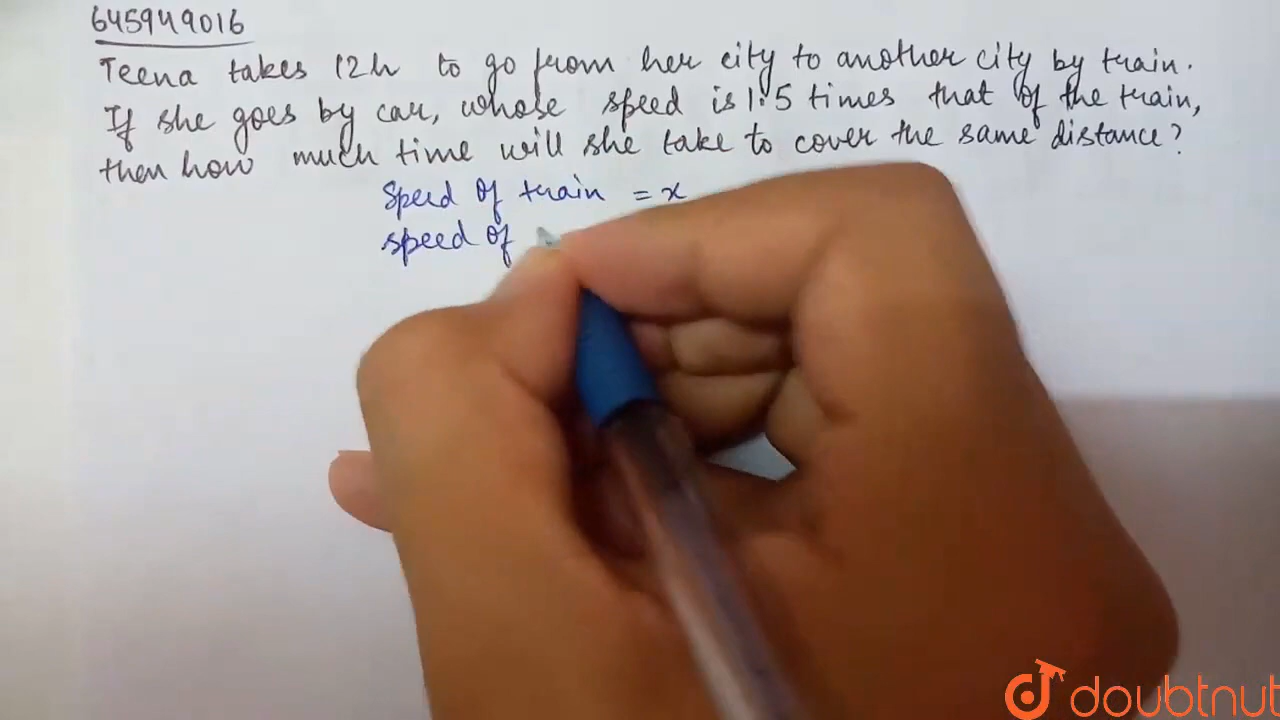 645949016
Teena takes 12h to go from her city to another city by train.
If she goes by car, whose speed is 1.5 times that of the train,
then how much time will she take to cover the same distance?
Speed of train = x
speed of
doubtnut